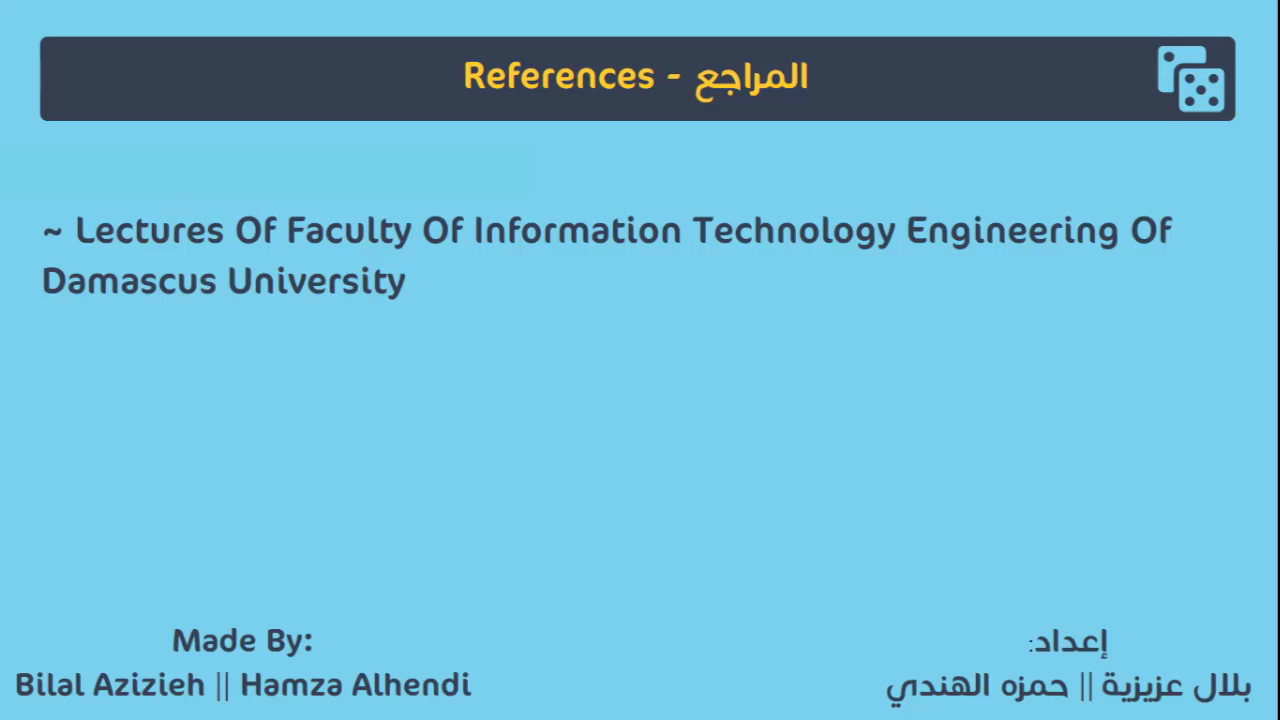 References - المراجع
~ Lectures Of Faculty Of Information Technology Engineering Of
Damascus University
Made By:
Bilal Azizieh || Hamza Alhendi
إعداد:
بلال عزيزية || حمزه الهندي